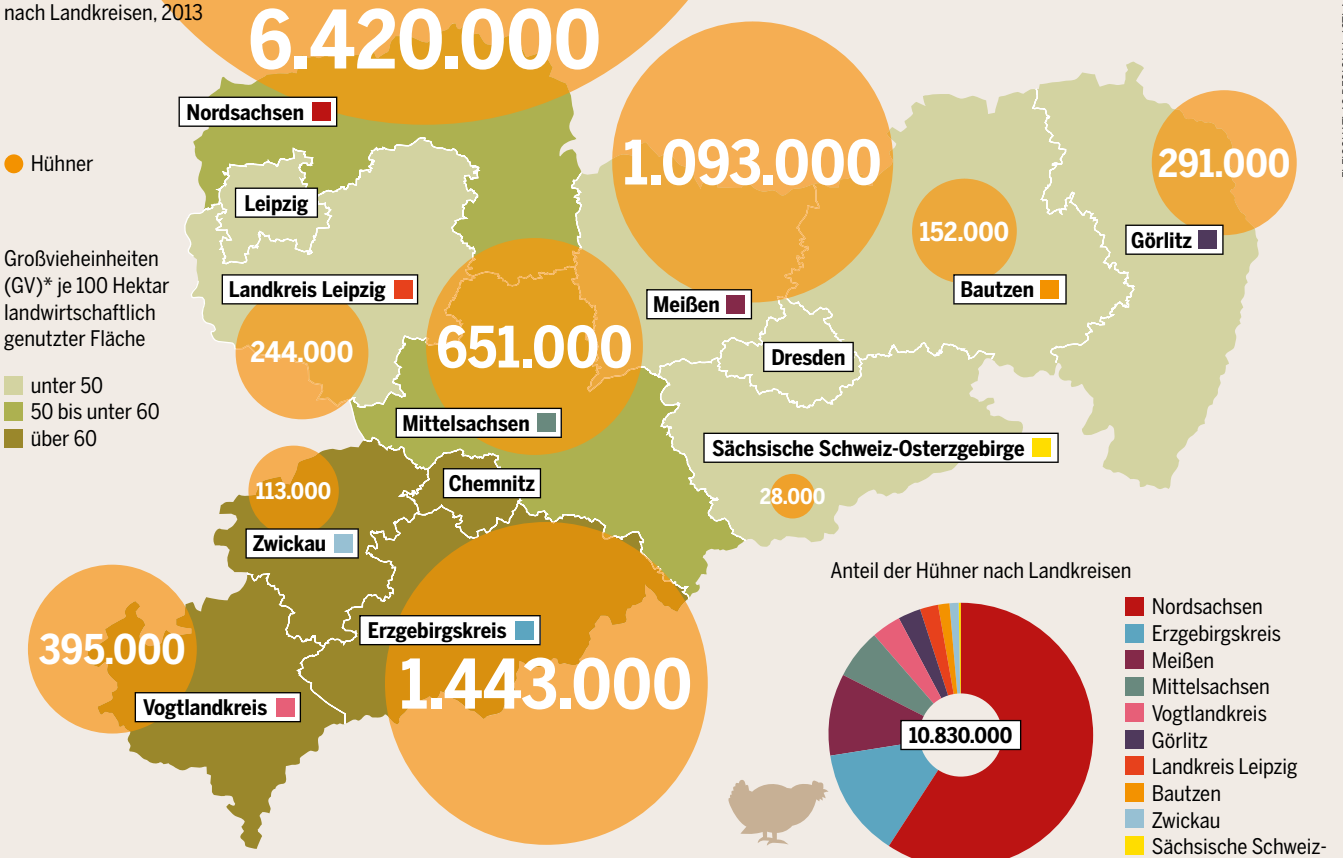 nach Landkreisen, 2013
6.420.000
Nordsachsen
Hühner
1.093.000
291.000
Leipzig
152.000
Görlitz
Großvieheinheiten
(GV)* je 100 Hektar
landwirtschaftlich
genutzter Fläche
Landkreis Leipzig
Meißen
Bautzen
244.000
651.000
Dresden
unter 50
50 bis unter 60
über 60
Mittelsachsen
Sächsische Schweiz-Osterzgebirge
28.000
Chemnitz
113.000
Zwickau
395.000
Erzgebirgskreis
1.443.000
Vogtlandkreis
Anteil der Hühner nach Landkreisen
10.830.000
Nordsachsen
Erzgebirgskreis
Meißen
Mittelsachsen
Vogtlandkreis
Görlitz
Landkreis Leipzig
Bautzen
Zwickau
Sächsische Schweiz-